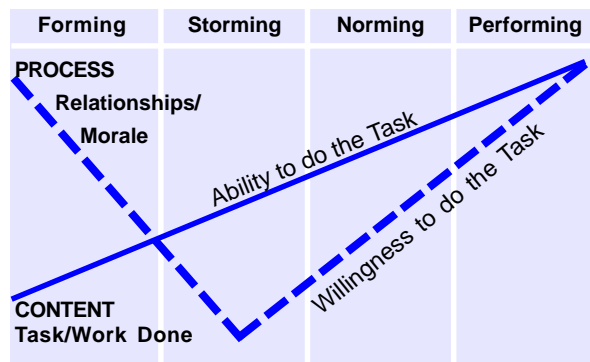 Forming Storming Norming Performing
PROCESS
Relationships/
Morale
Ability to do the Task
Willingness to do the Task
CONTENT
Task/Work Done